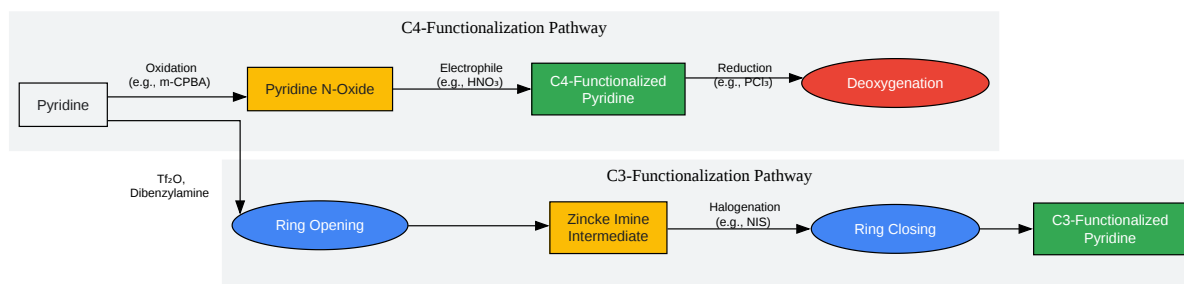 C4-Functionalization Pathway
Pyridine
Oxidation
(e.g., m-CPBA)
Pyridine N-Oxide
Electrophile
(e.g., HNO₃)
C4-Functionalized
Pyridine
Reduction
(e.g., PCl₃)
Deoxygenation
Tf₂O,
Dibenzylamine
C3-Functionalization Pathway
Ring Opening
Zincke Imine
Intermediate
Halogenation
(e.g., NIS)
Ring Closing
C3-Functionalized
Pyridine